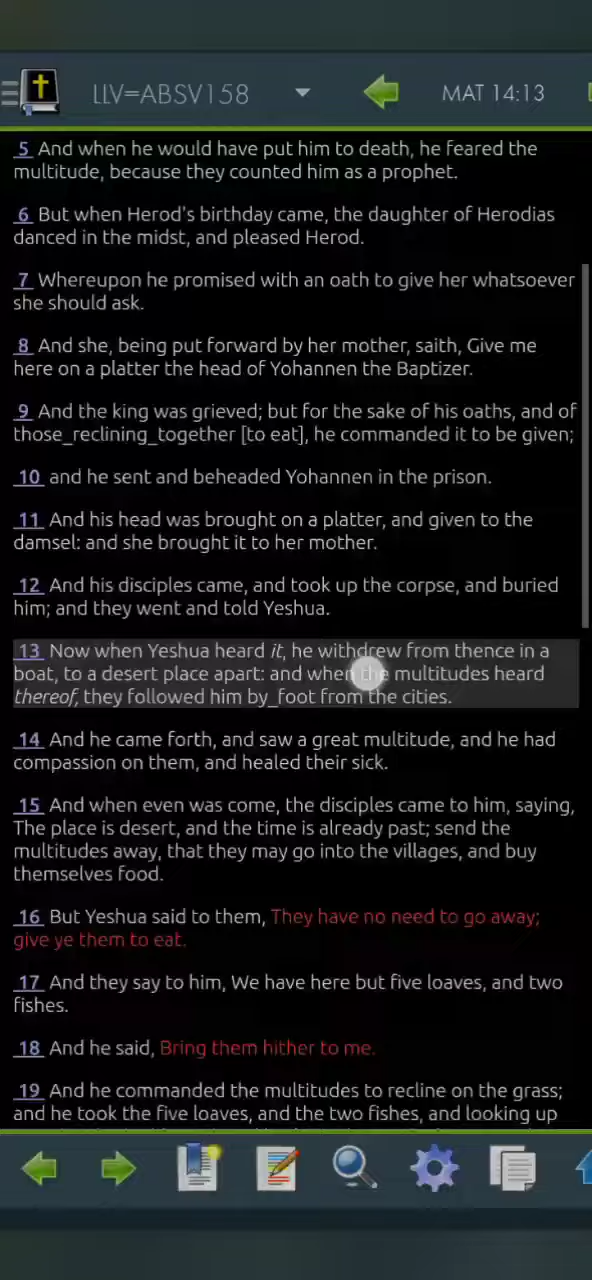 LLV=ABSV158
MAT 14:13
5 And when he would have put him to death, he feared the
multitude, because they counted him as a prophet.
6 But when Herod's birthday came, the daughter of Herodias
danced in the midst, and pleased Herod.
7 Whereupon he promised with an oath to give her whatsoever
she should ask.
8 And she, being put forward by her mother, saith, Give me
here on a platter the head of Yohannen the Baptizer.
9 And the king was grieved; but for the sake of his oaths, and of
those_reclining_together [to eat], he commanded it to be given;
10 and he sent and beheaded Yohannen in the prison.
11 And his head was brought on a platter, and given to the
damsel: and she brought it to her mother.
12 And his disciples came, and took up the corpse, and buried
him; and they went and told Yeshua.
13 Now when Yeshua heard it, he withdrew from thence in a
boat, to a desert place apart: and when the multitudes heard
thereof, they followed him by_foot from the cities.
14 And he came forth, and saw a great multitude, and he had
compassion on them, and healed their sick.
15 And when even was come, the disciples came to him, saying,
The place is desert, and the time is already past; send the
multitudes away, that they may go into the villages, and buy
themselves food.
16 But Yeshua said to them, They have no need to go away;
give ye them to eat.
17 And they say to him, We have here but five loaves, and two
fishes.
18 And he said, Bring them hither to me.
19 And he commanded the multitudes to recline on the grass;
and he took the five loaves, and the two fishes, and looking up